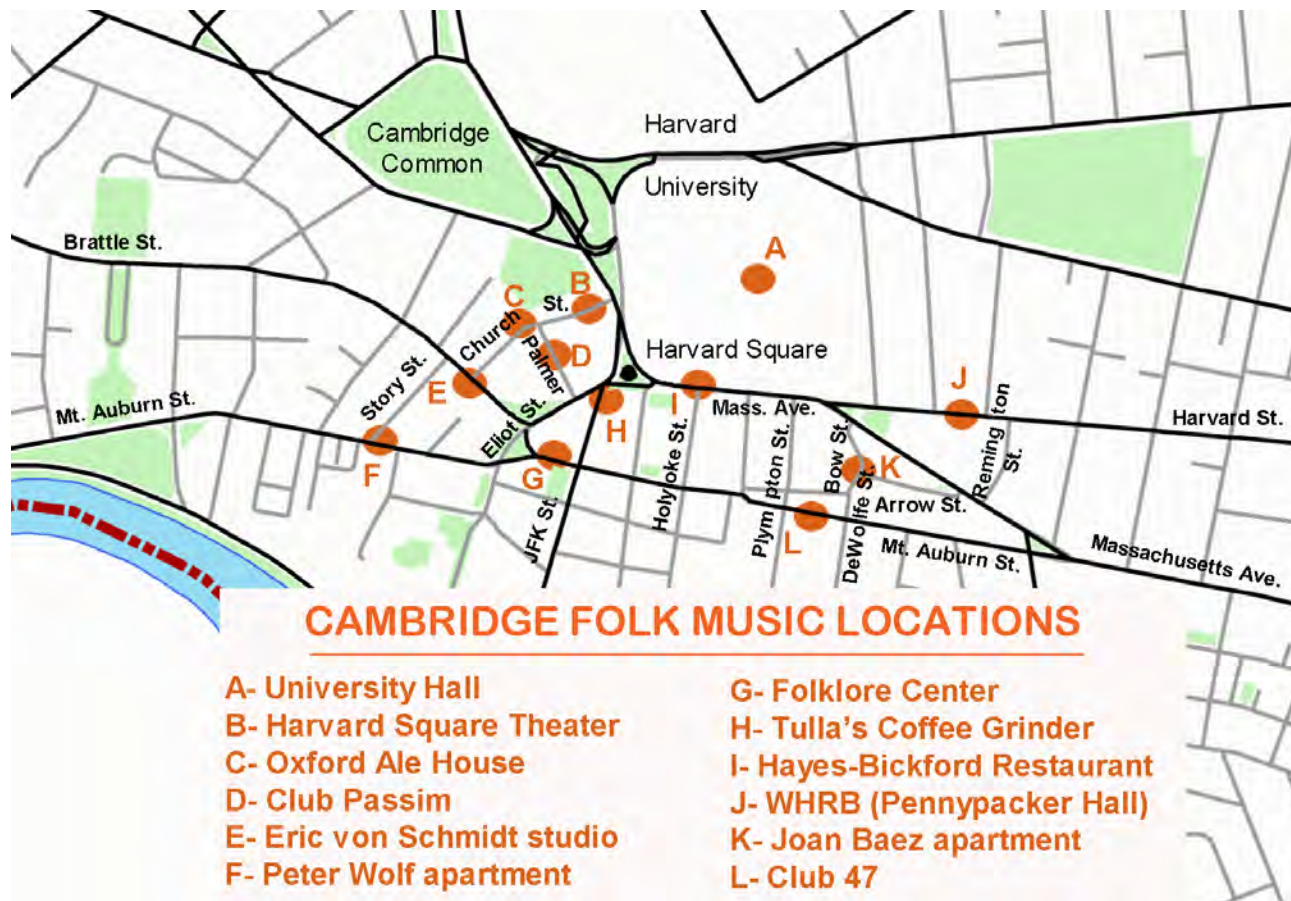 Cambridge
Common
Harvard
University
A
Brattle St.
B
C
St.
Church
D
Palmer
Harvard Square
Story St.
E
J
Mt. Auburn St.
Eliot St.
H
I
Mass. Ave.
Remington
St.
Harvard St.
F
G
Holyoke St.
Plympton St.
Bow St.
K
Arrow St.
JFK St.
L
DeWolfe St.
Mt. Auburn St.
Massachusetts Ave.
CAMBRIDGE FOLK MUSIC LOCATIONS
A- University Hall
B- Harvard Square Theater
C- Oxford Ale House
D- Club Passim
E- Eric von Schmidt studio
F- Peter Wolf apartment
G- Folklore Center
H- Tulla's Coffee Grinder
I- Hayes-Bickford Restaurant
J- WHRB (Pennypacker Hall)
K- Joan Baez apartment
L- Club 47